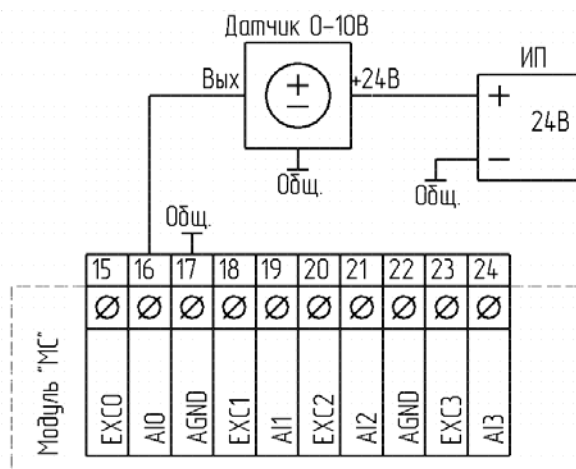 Датчик 0-10В
ИП
Вых
+24В
24В
Общ.
Общ.
Общ.
15 16 17 18 19 20 21 22 23 24
Модуль "МС"
EXC0 AI0 AGND EXC1 AI1 EXC2 AI2 AGND EXC3 AI3